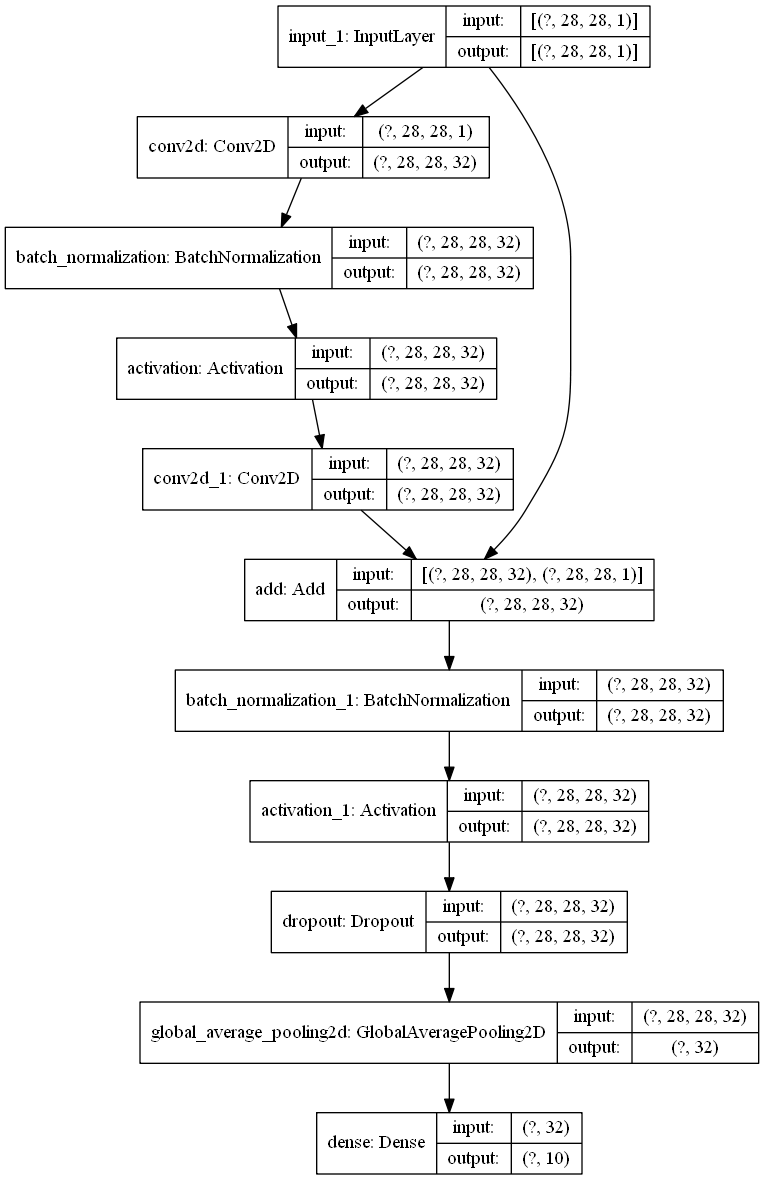 input_1: InputLayer
input: [(?, 28, 28, 1)]
output: [(?, 28, 28, 1)]
conv2d: Conv2D
input: (?, 28, 28, 1)
output: (?, 28, 28, 32)
batch_normalization: BatchNormalization
input: (?, 28, 28, 32)
output: (?, 28, 28, 32)
activation: Activation
input: (?, 28, 28, 32)
output: (?, 28, 28, 32)
conv2d_1: Conv2D
input: (?, 28, 28, 32)
output: (?, 28, 28, 32)
add: Add
input: [(?, 28, 28, 32), (?, 28, 28, 1)]
output: (?, 28, 28, 32)
batch_normalization_1: BatchNormalization
input: (?, 28, 28, 32)
output: (?, 28, 28, 32)
activation_1: Activation
input: (?, 28, 28, 32)
output: (?, 28, 28, 32)
dropout: Dropout
input: (?, 28, 28, 32)
output: (?, 28, 28, 32)
global_average_pooling2d: GlobalAveragePooling2D
input: (?, 28, 28, 32)
output: (?, 32)
dense: Dense
input: (?, 32)
output: (?, 10)